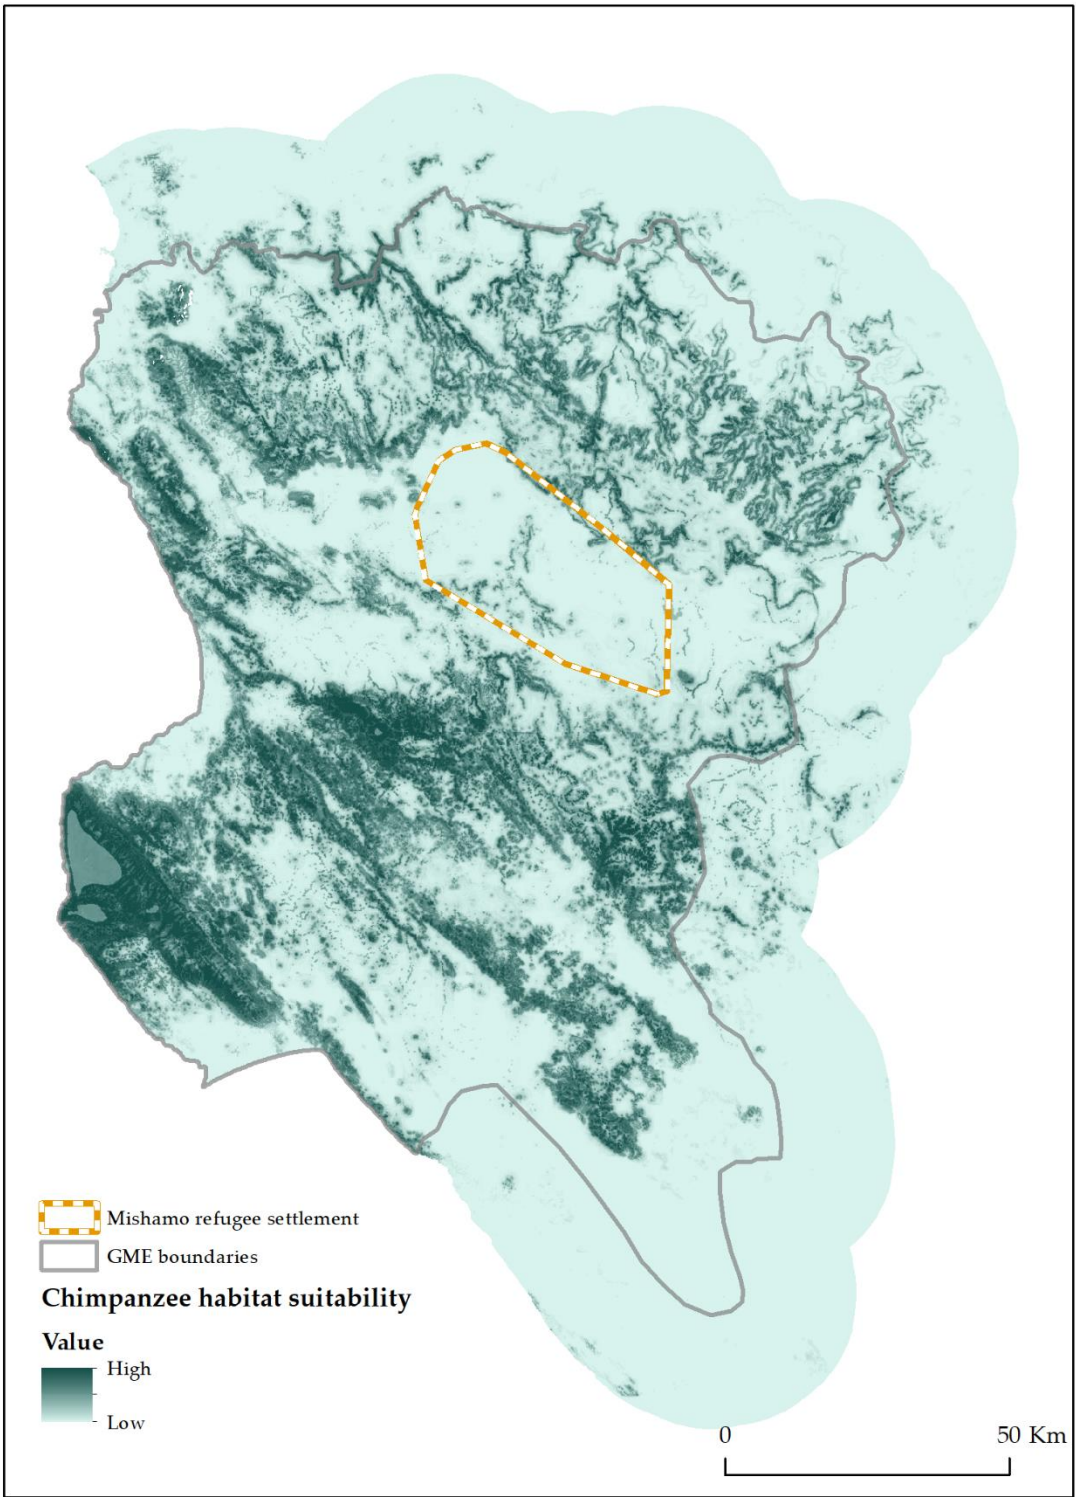 Mishamo refugee settlement
GME boundaries
Chimpanzee habitat suitability
Value
High
Low
0 50 Km